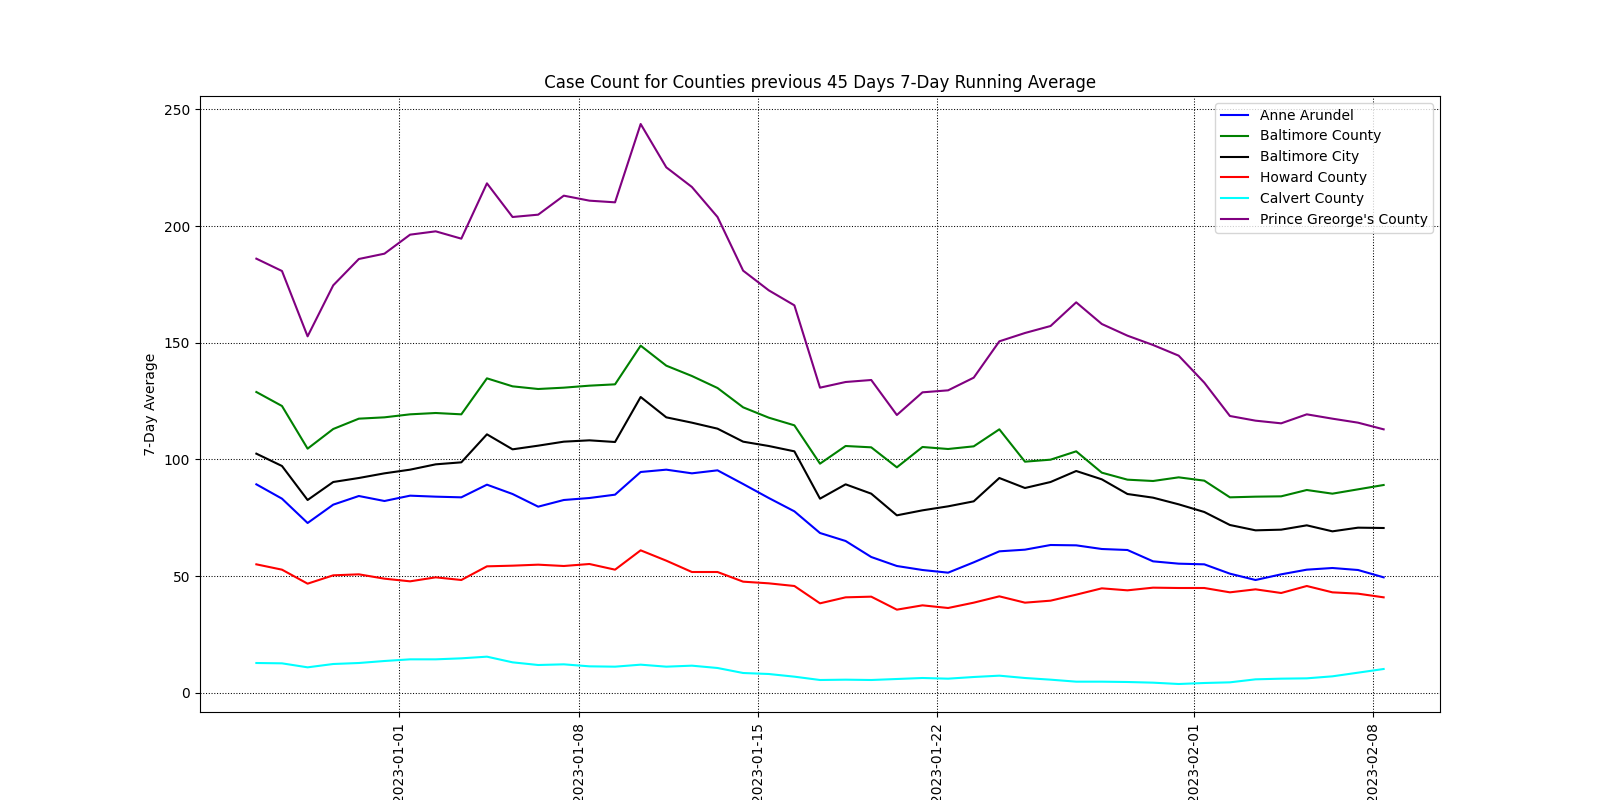 Case Count for Counties previous 45 Days 7-Day Running Average
250
200
150
100
50
0
7-Day Average
Anne Arundel
Baltimore County
Baltimore City
Howard County
Calvert County
Prince Greorge's County
2023-01-01
2023-01-08
2023-01-15
2023-01-22
2023-02-01
2023-02-08